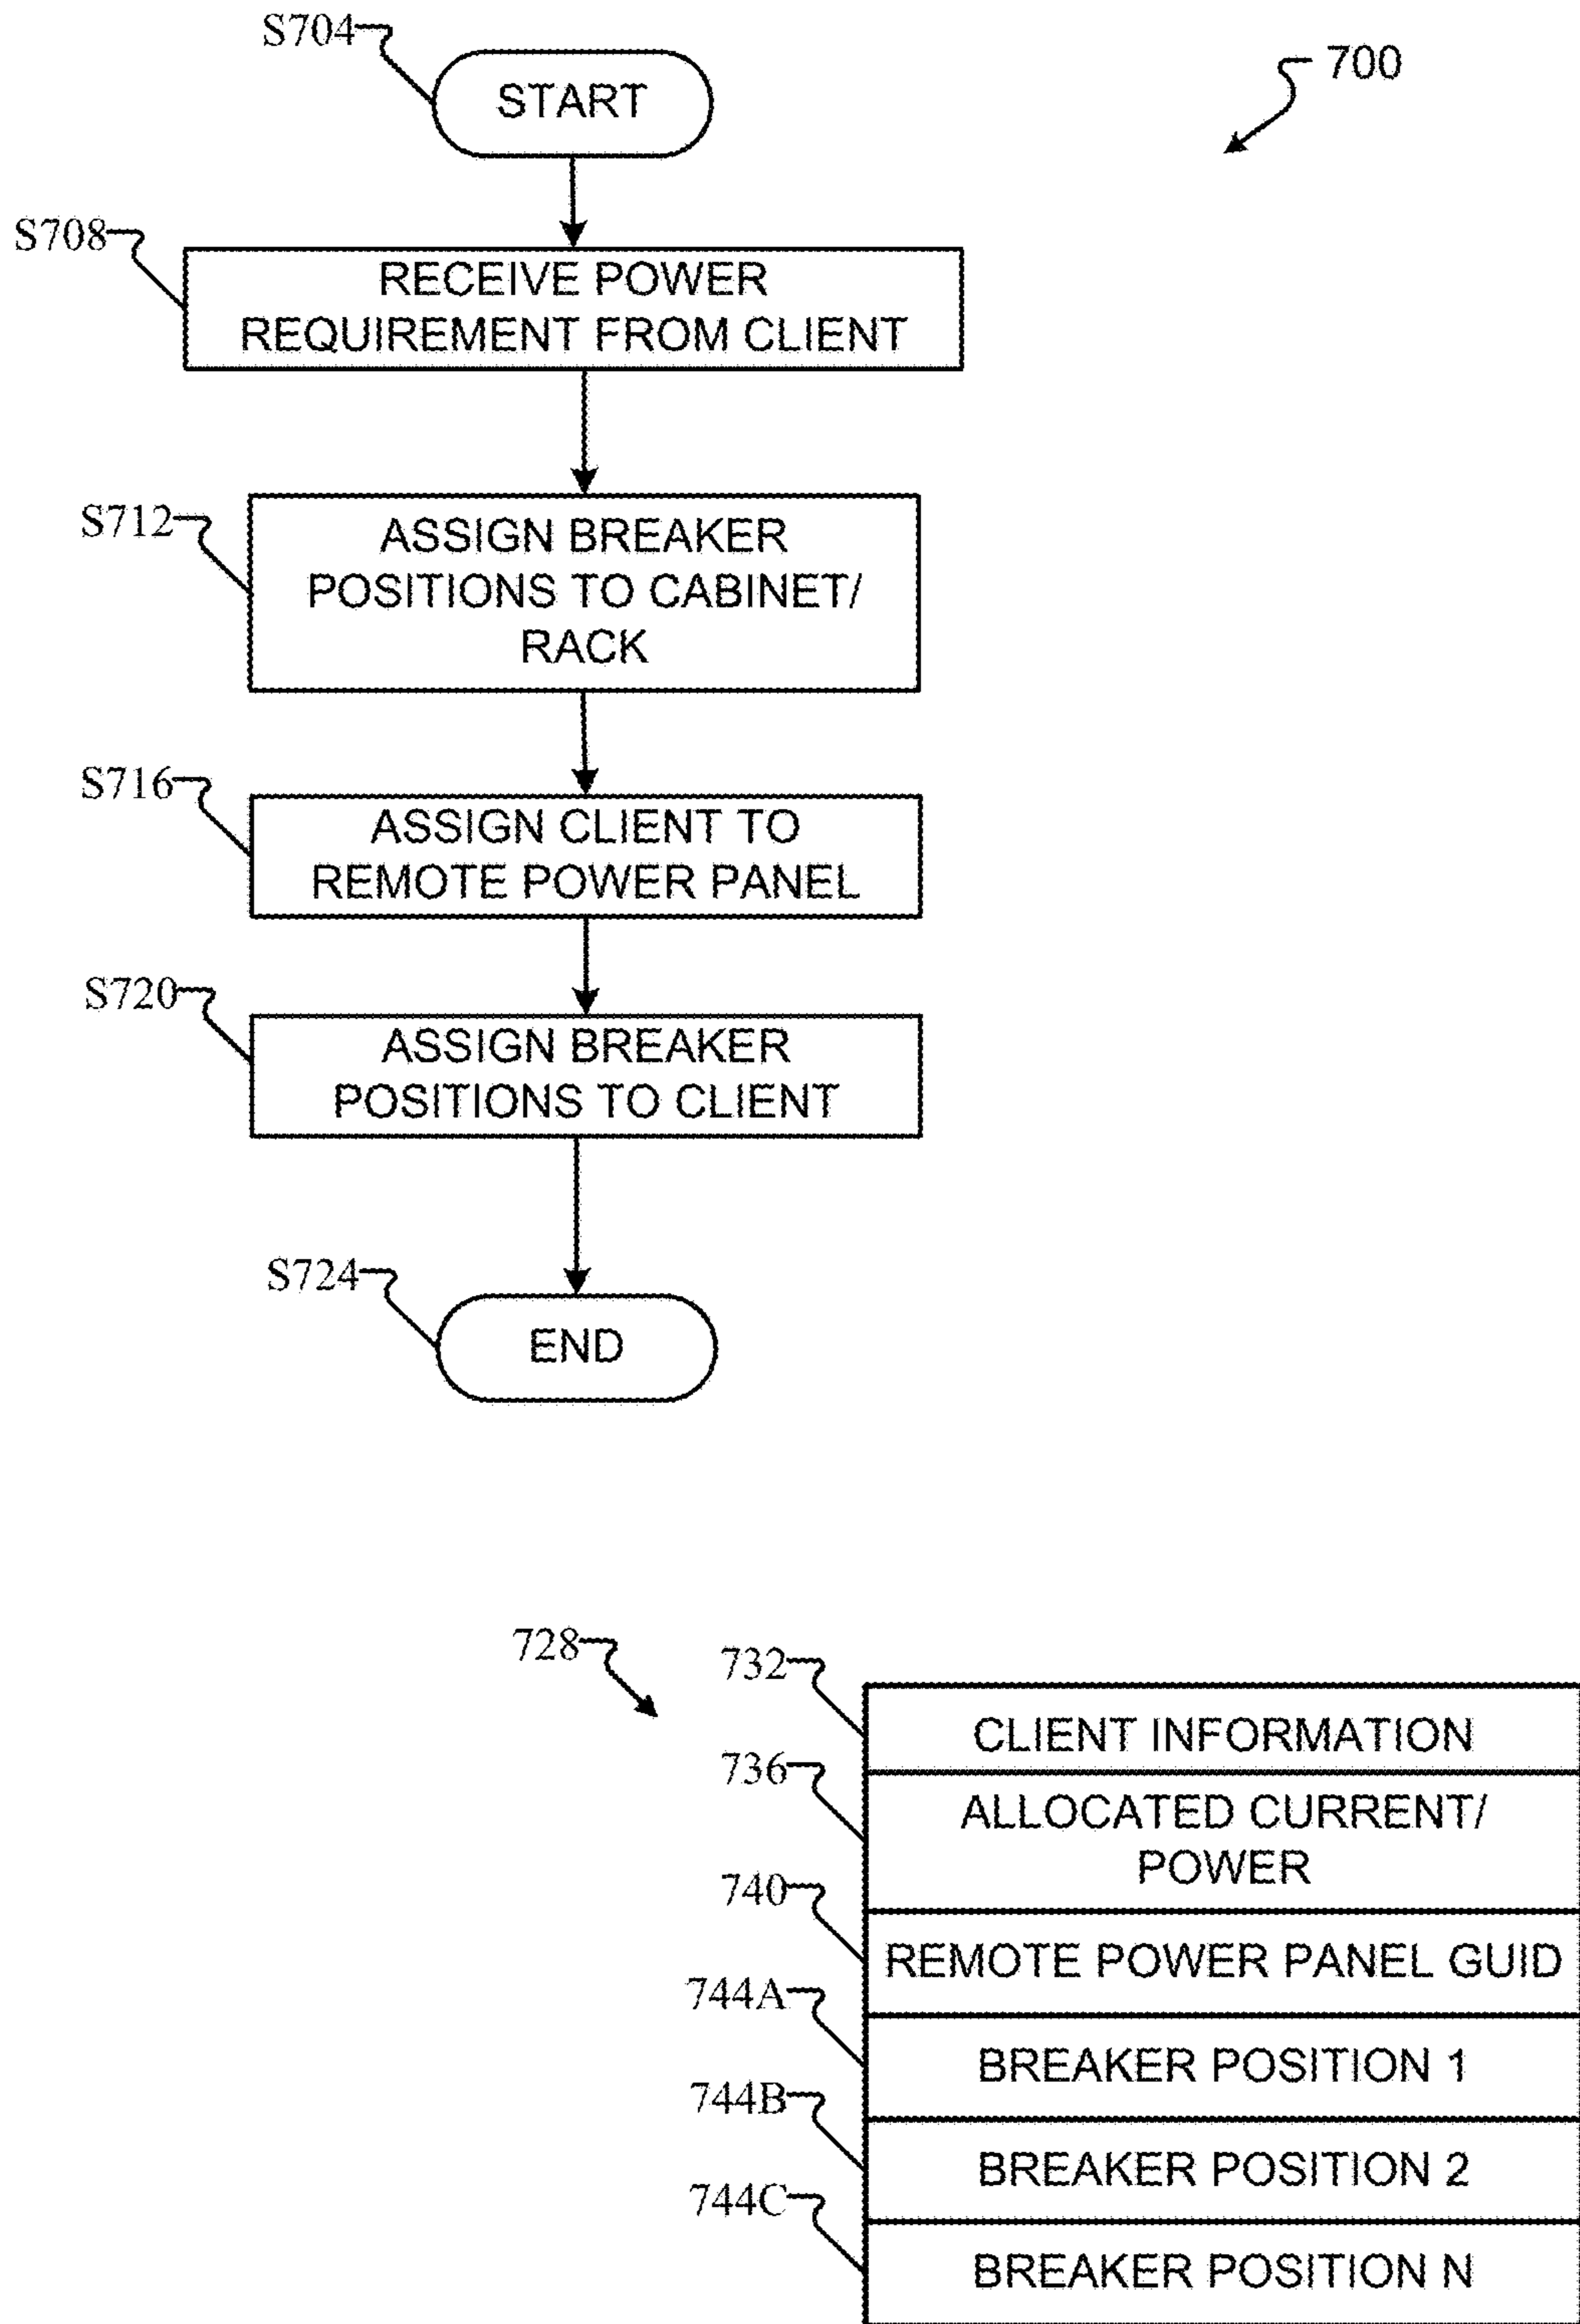 S704
START
700
S708
RECEIVE POWER
REQUIREMENT FROM CLIENT
S712
ASSIGN BREAKER
POSITIONS TO CABINET/
RACK
S716
ASSIGN CLIENT TO
REMOTE POWER PANEL
S720
ASSIGN BREAKER
POSITIONS TO CLIENT
S724
END
728
732
CLIENT INFORMATION
736
ALLOCATED CURRENT/
POWER
740
REMOTE POWER PANEL GUID
744A
BREAKER POSITION 1
744B
BREAKER POSITION 2
744C
BREAKER POSITION N